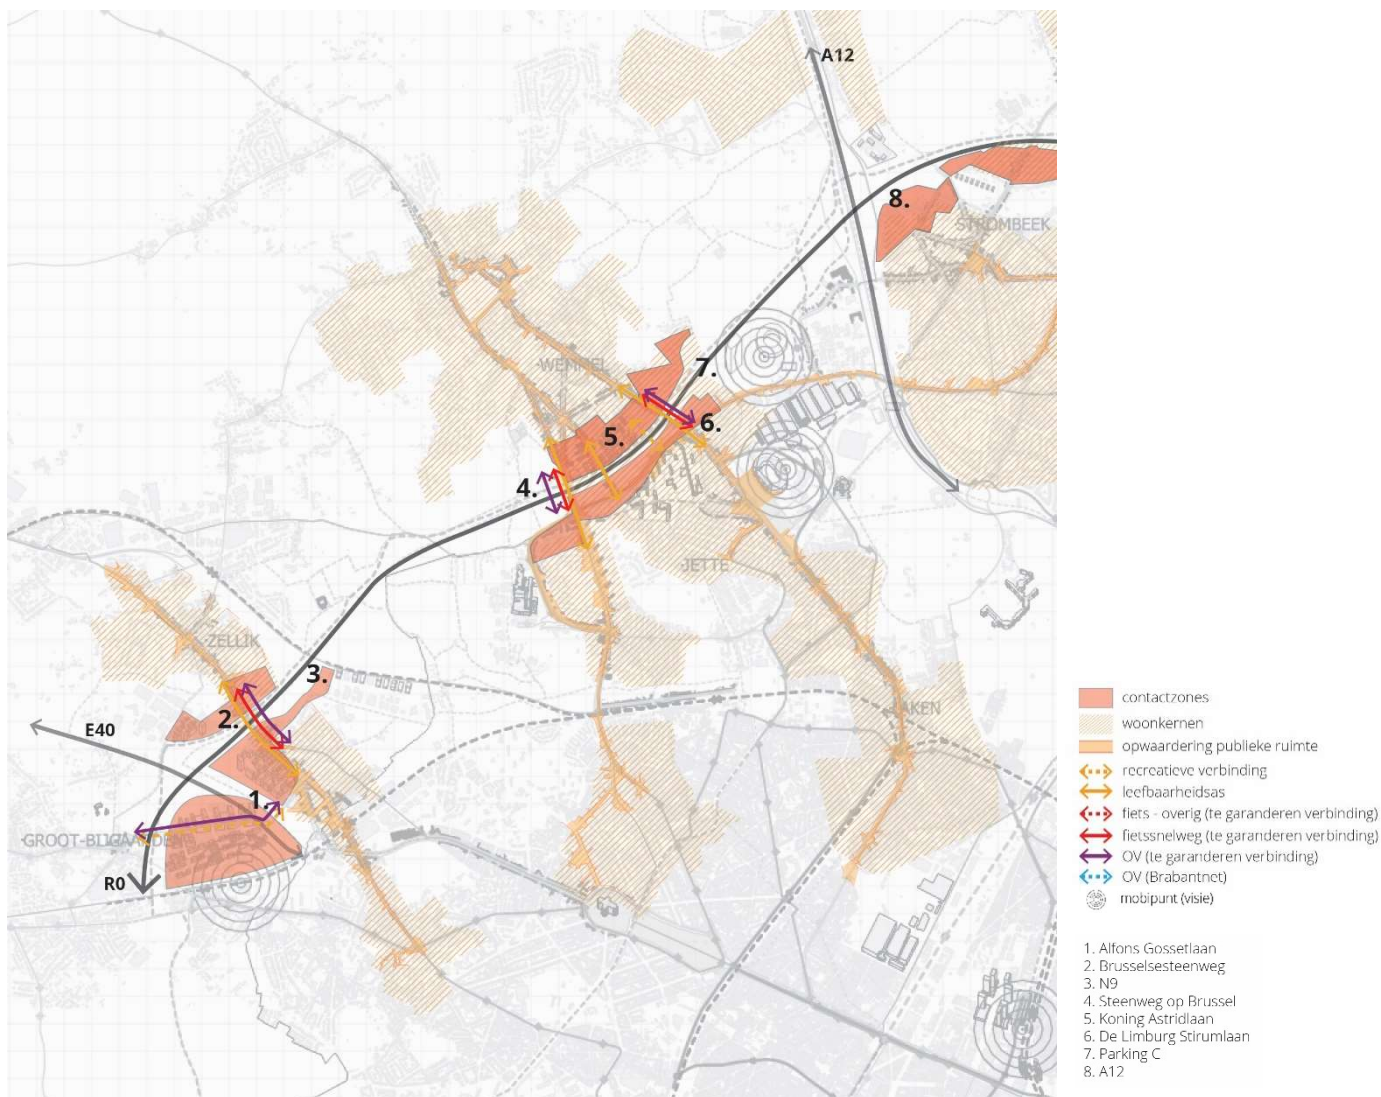 A12
8.
STROMBEEK
WEMMEL
7.
6.
5.
4.
JETTE
ZELLIK
3.
2.
E40
LAKEN
1.
GROOT-BIJGAARDEN
R0
contactzones
woonkernen
opwaardering publieke ruimte
recreatieve verbinding
leefbaarheidsas
fiets - overig (te garanderen verbinding)
fietssnelweg (te garanderen verbinding)
OV (te garanderen verbinding)
OV (Brabantnet)
mobipunt (visie)
1. Alfons Gossetlaan
2. Brusselsesteenweg
3. N9
4. Steenweg op Brussel
5. Koning Astridlaan
6. De Limburg Stirumlaan
7. Parking C
8. A12